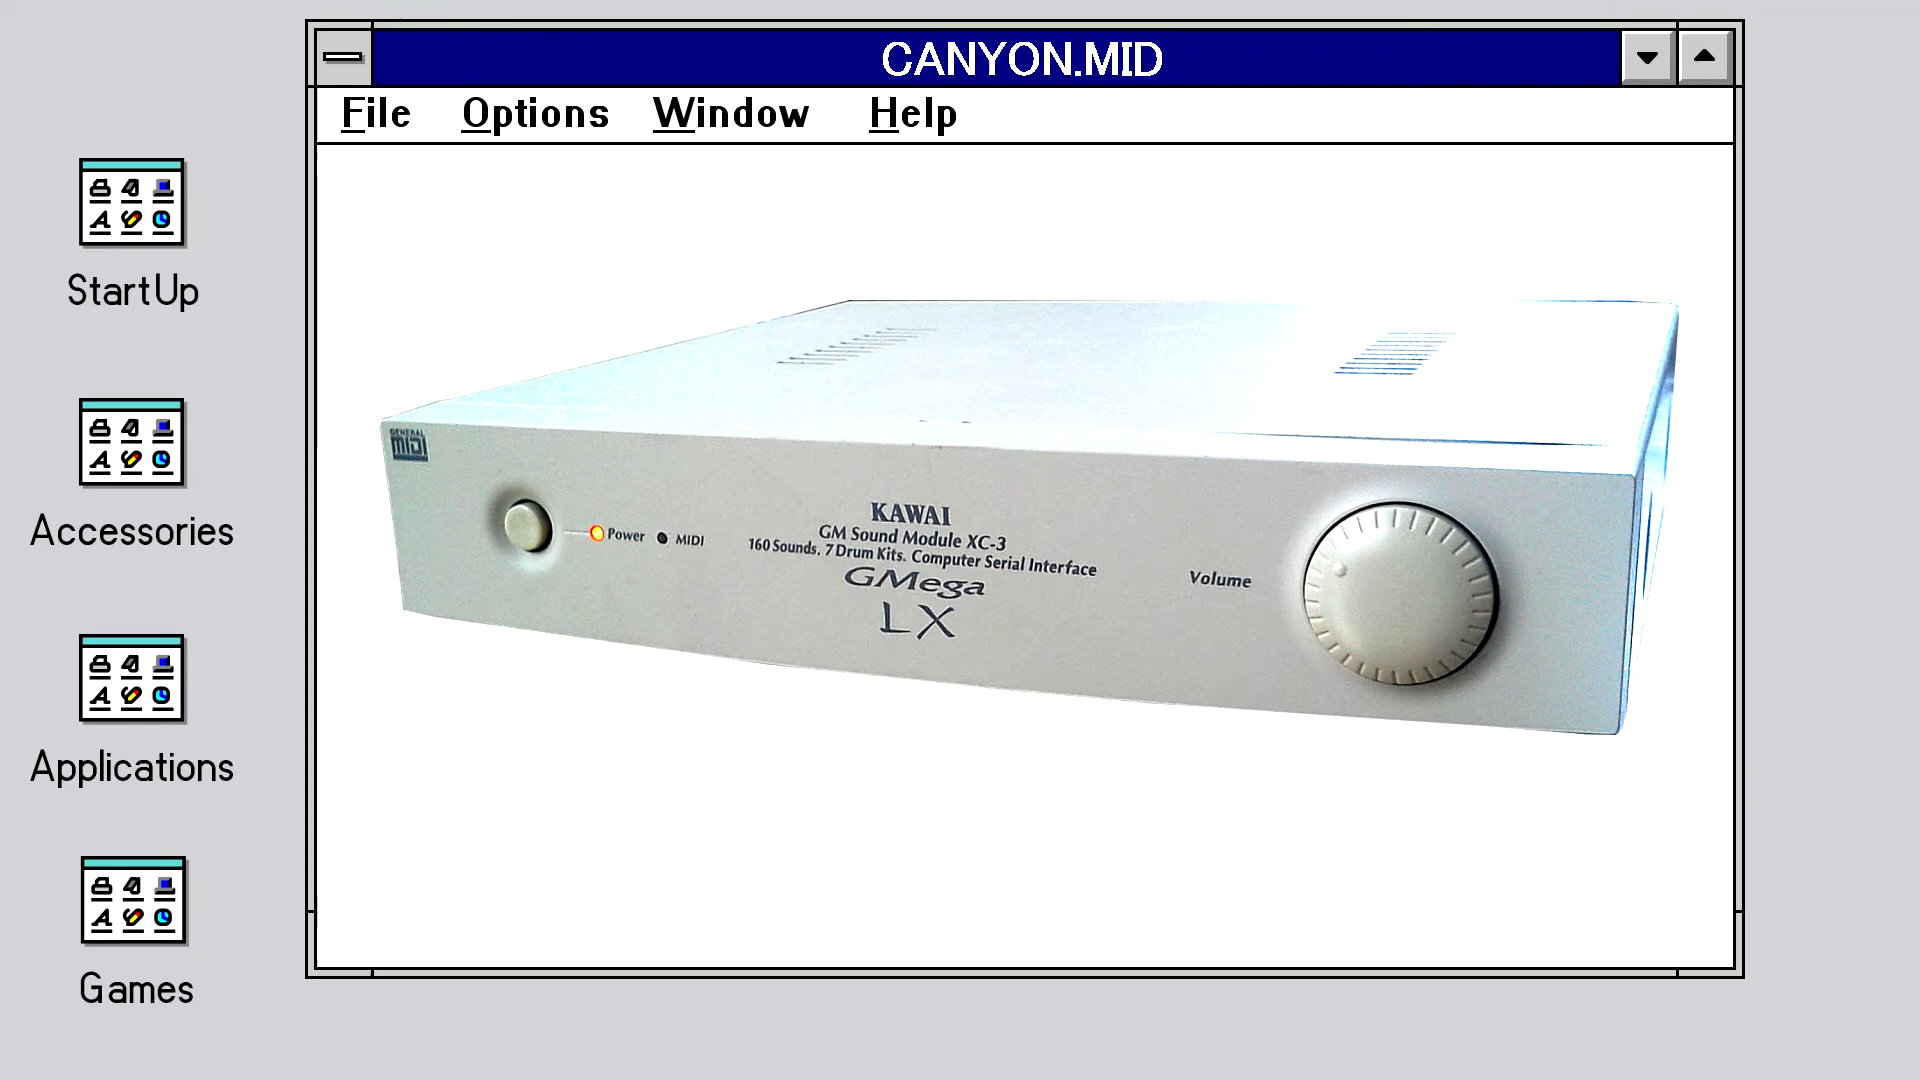 CANYON.MID
File Options Window Help
StartUp
Accessories
Applications
Games
GENERAL
MIDI
Power
MIDI
KAWAI
GM Sound Module XC-3
160 Sounds, 7 Drum Kits, Computer Serial Interface
GMega
LX
Volume